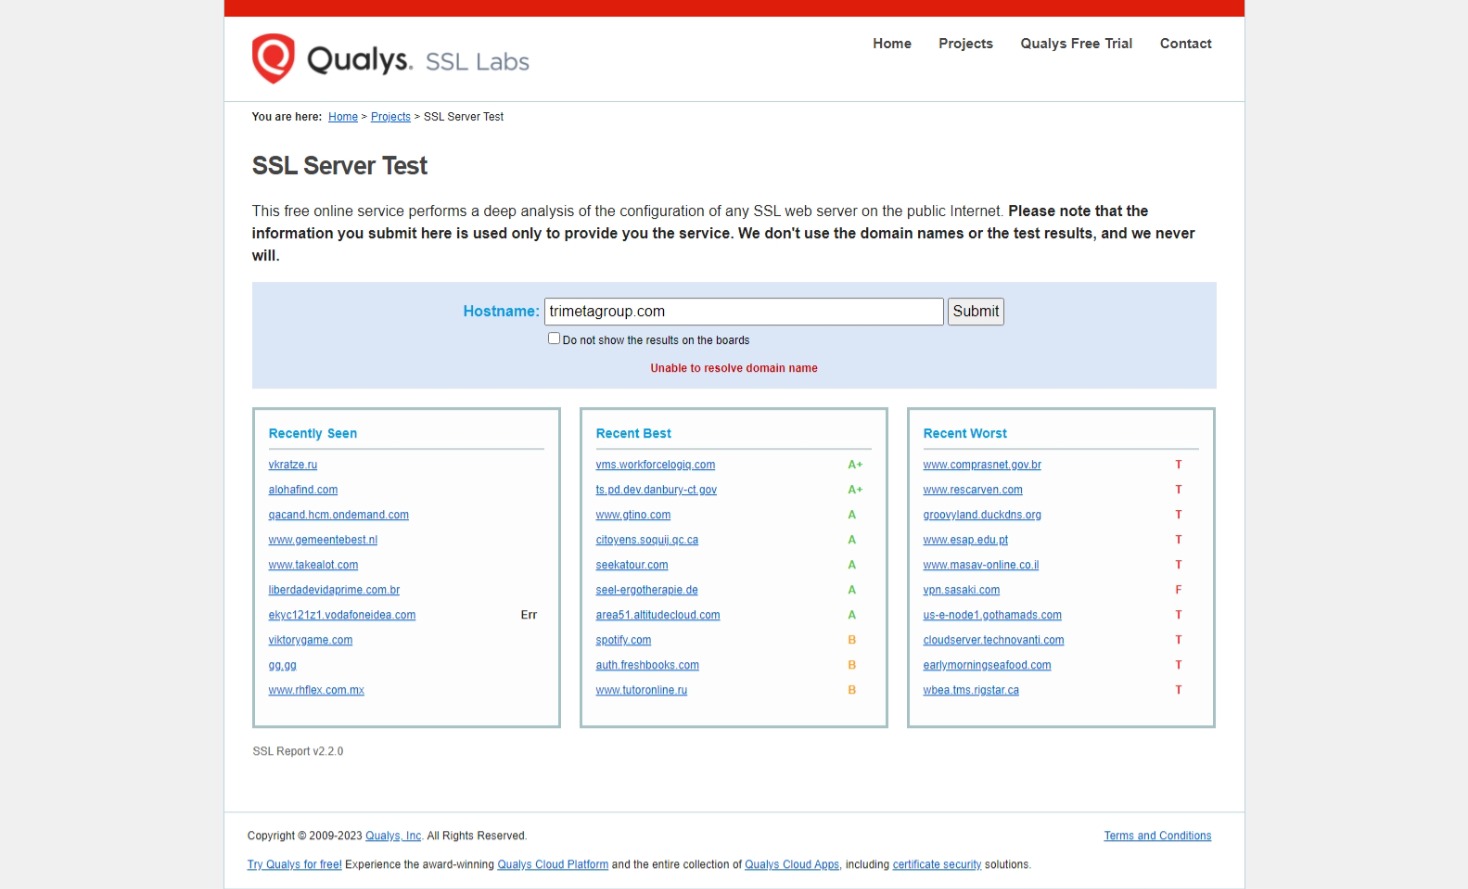 Qualys. SSL Labs
Home Projects Qualys Free Trial Contact
You are here: Home > Projects > SSL Server Test
SSL Server Test
This free online service performs a deep analysis of the configuration of any SSL web server on the public Internet. Please note that the
information you submit here is used only to provide you the service. We don't use the domain names or the test results, and we never
will.
Hostname: trimetagroup.com Submit
Do not show the results on the boards
Unable to resolve domain name
Recently Seen
vkratze.ru
alohafind.com
qacand.hcm.ondemand.com
www.gemeentebest.nl
www.takealot.com
liberdadevidaprime.com.br
ekyc121z1.vodafoneidea.com Err
viktorygame.com
gg.gg
www.rhflex.com.mx
Recent Best
vms.workforcelogiq.com A+
ts.pd.dev.danbury-ct.gov A+
www.gtino.com A
citoyens.soquij.qc.ca A
seekatour.com A
seel-ergotherapie.de A
area51.altitudecloud.com A
spotify.com B
auth.freshbooks.com B
www.tutoronline.ru B
Recent Worst
www.comprasnet.gov.br T
www.rescarven.com T
groovyland.duckdns.org T
www.esap.edu.pt T
www.masav-online.co.il T
vpn.sasaki.com F
us-e-node1.gothamads.com T
cloudserver.technovanti.com T
earlymorningseafood.com T
wbea.tms.rigstar.ca T
SSL Report v2.2.0
Copyright © 2009-2023 Qualys, Inc. All Rights Reserved. Terms and Conditions
Try Qualys for free! Experience the award-winning Qualys Cloud Platform and the entire collection of Qualys Cloud Apps, including certificate security solutions.